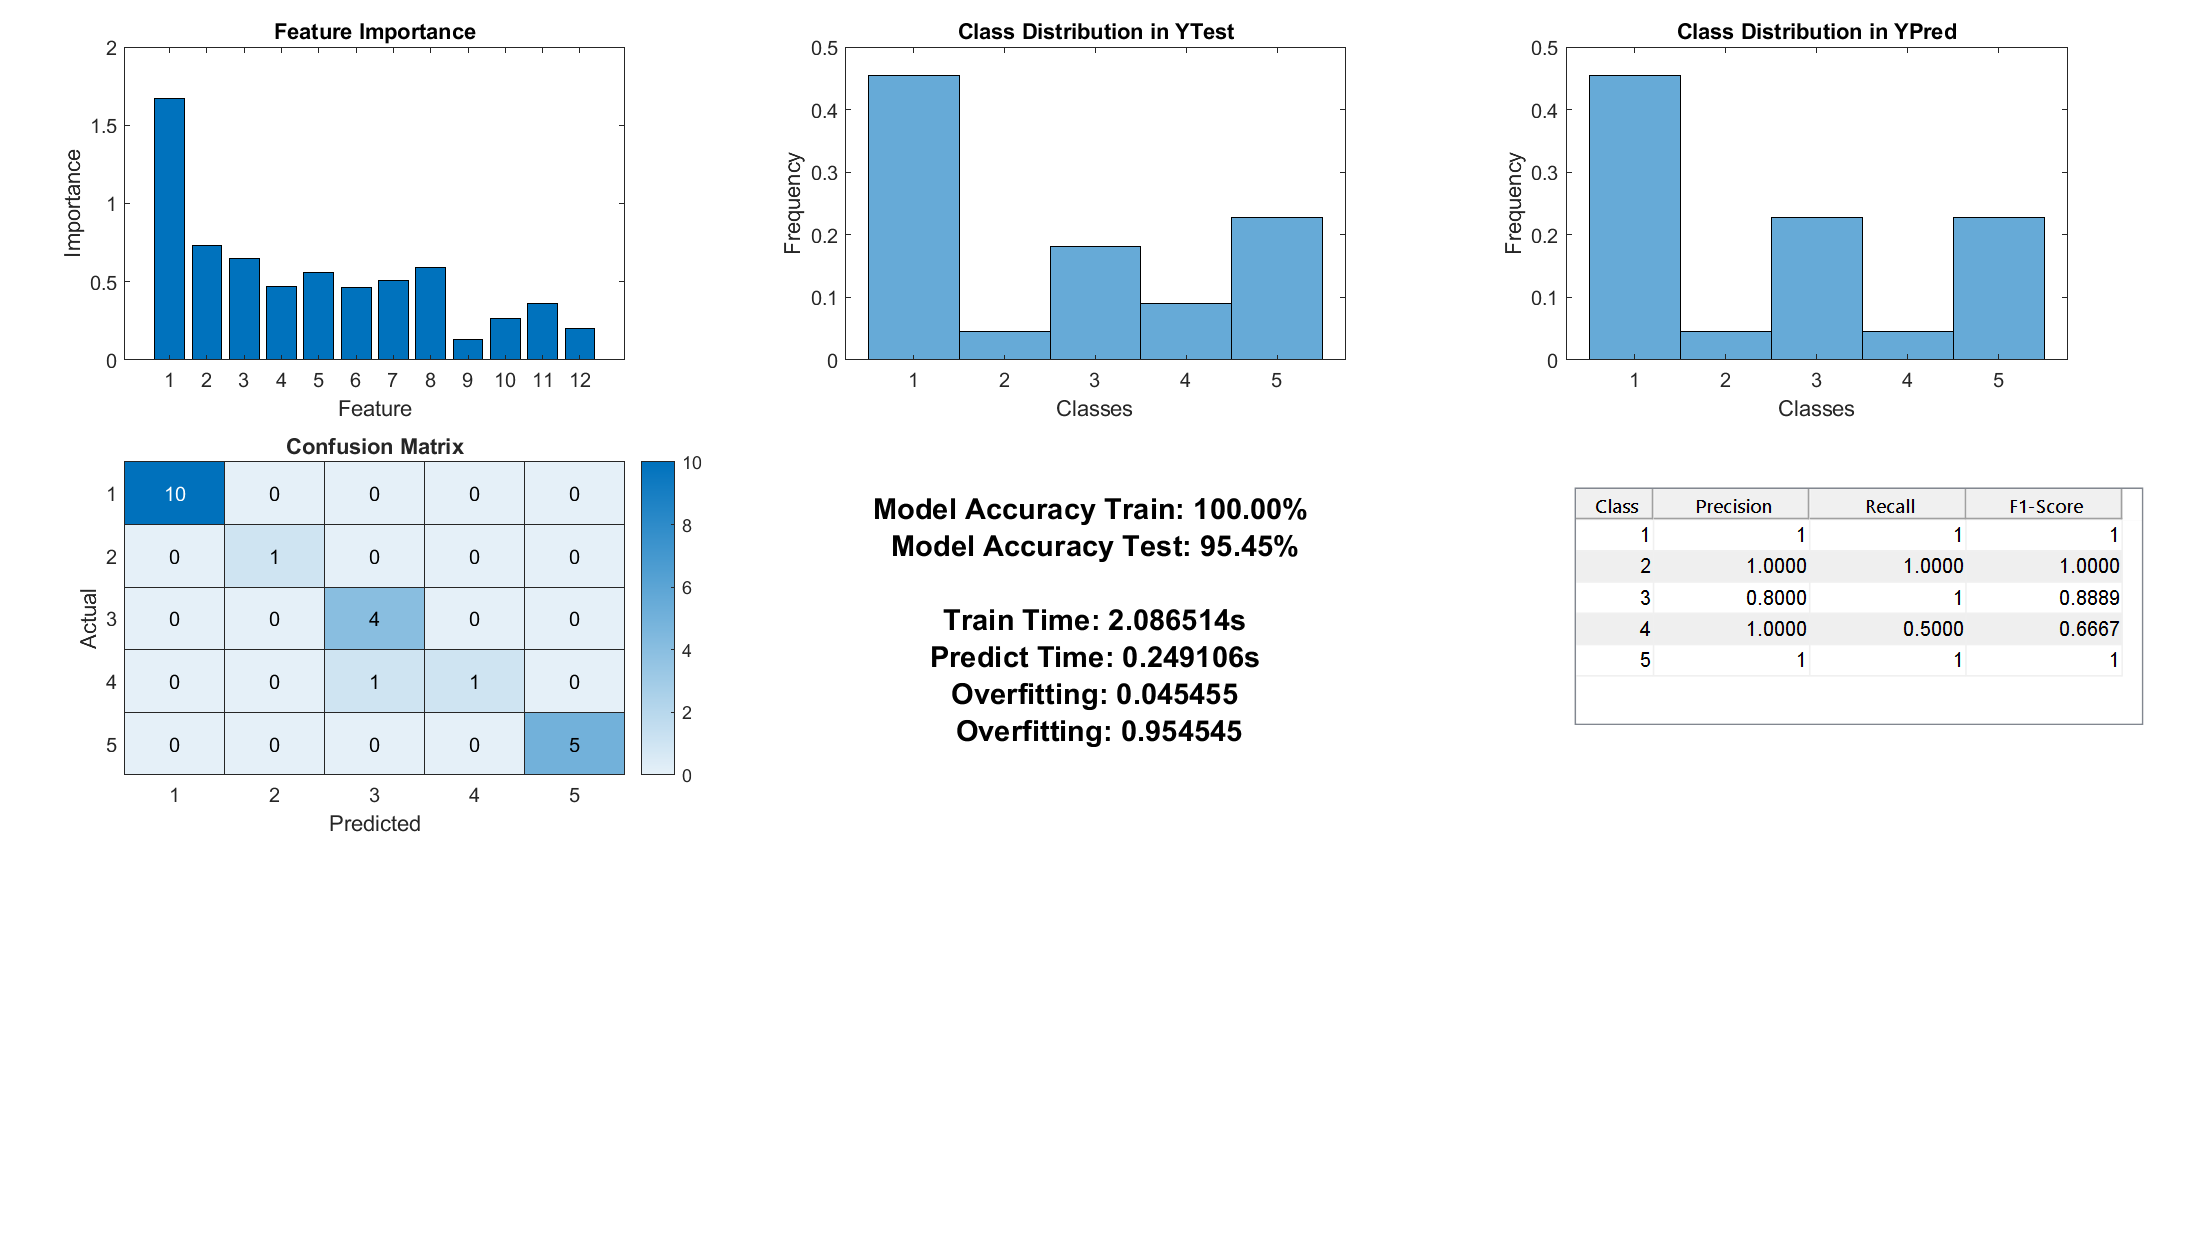 Feature Importance
2
1.5
1
0.5
0
Importance
1 2 3 4 5 6 7 8 9 10 11 12
Feature
Class Distribution in YTest
0.5
0.4
0.3
0.2
0.1
0
Frequency
1 2 3 4 5
Classes
Class Distribution in YPred
0.5
0.4
0.3
0.2
0.1
0
Frequency
1 2 3 4 5
Classes
Confusion Matrix
Actual
1 10 0 0 0 0
2 0 1 0 0 0
3 0 0 4 0 0
4 0 0 1 1 0
5 0 0 0 0 5
1 2 3 4 5
Predicted
10
8
6
4
2
0
Model Accuracy Train: 100.00%
Model Accuracy Test: 95.45%
Train Time: 2.086514s
Predict Time: 0.249106s
Overfitting: 0.045455
Overfitting: 0.954545
Class Precision Recall F1-Score
1 1 1 1
2 1.0000 1.0000 1.0000
3 0.8000 1 0.8889
4 1.0000 0.5000 0.6667
5 1 1 1